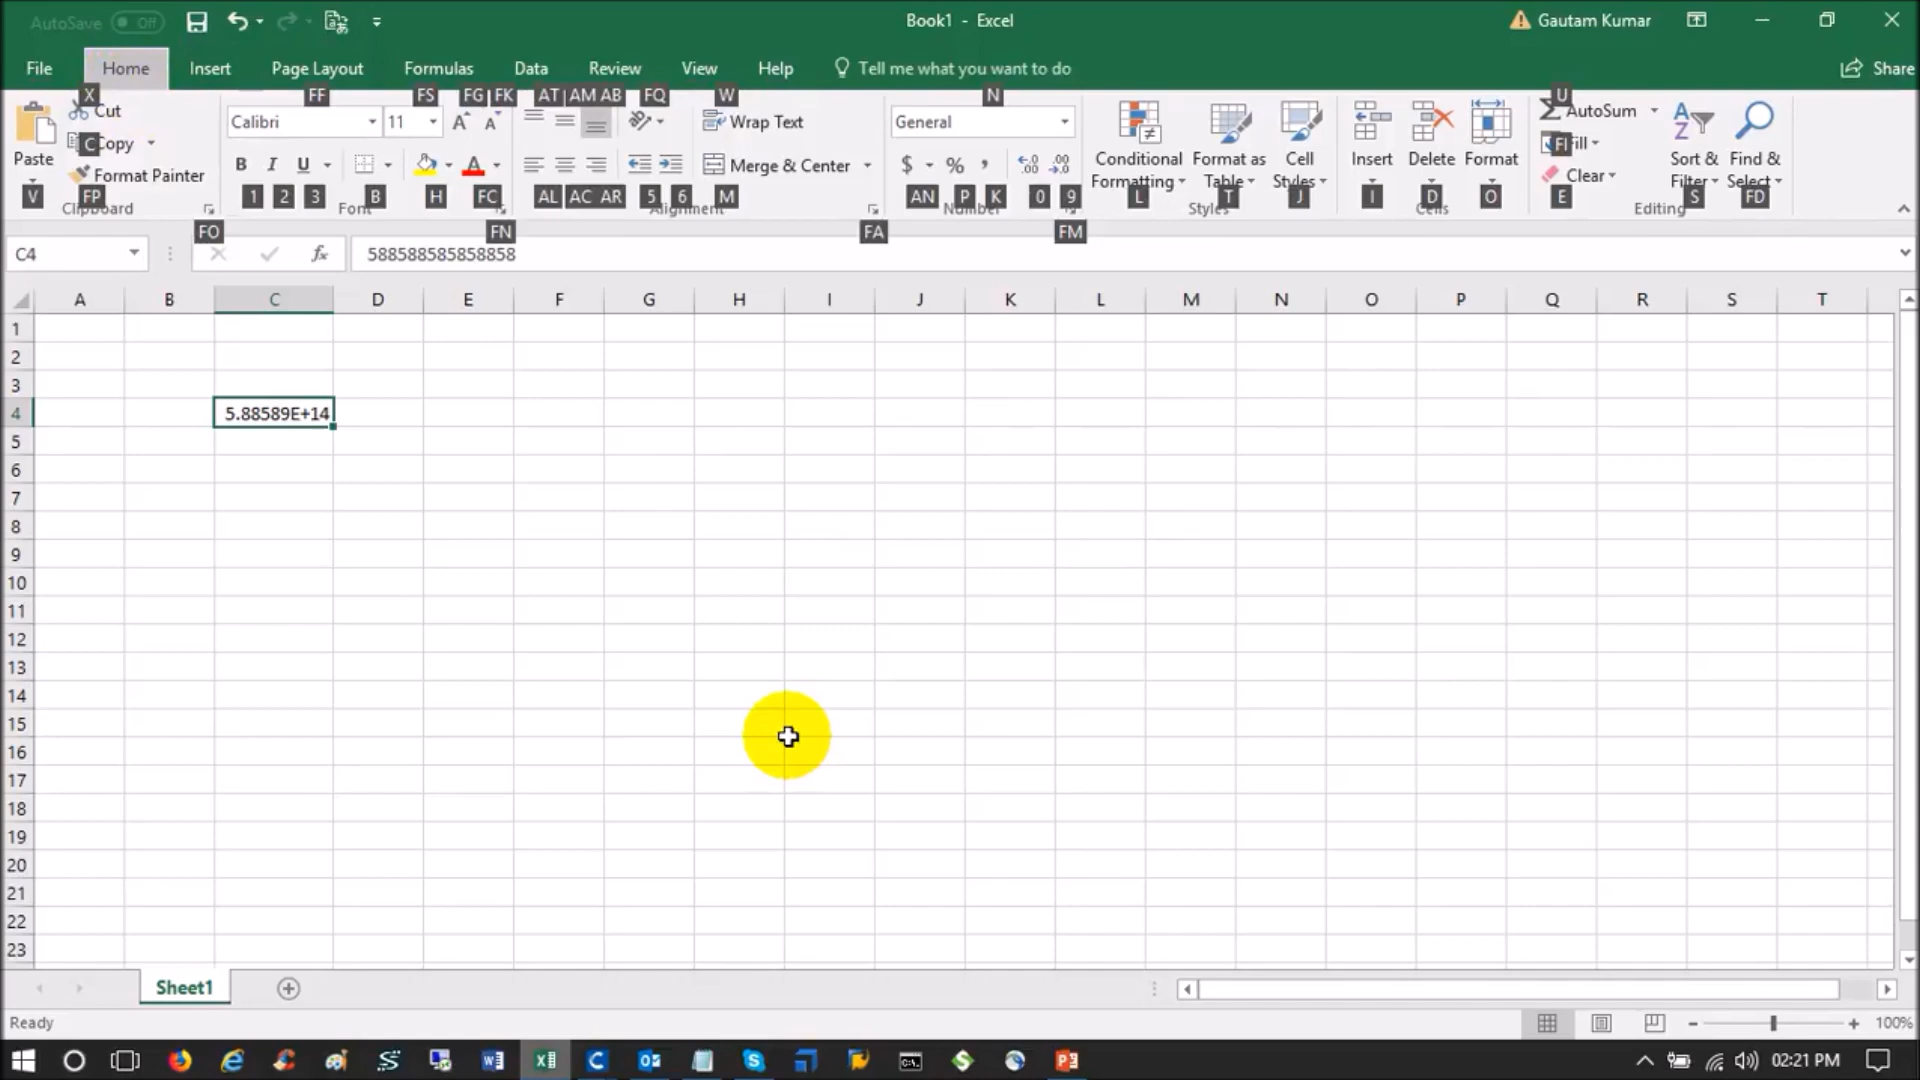 AutoSave Off Book1 - Excel Gautam Kumar
File Home Insert Page Layout Formulas Data Review View Help Tell me what you want to do Share
X FF FS FG FK AT AM AB FQ W N U
Cut Calibri 11 Wrap Text General AutoSum
C Copy FI Fill
Paste Format Painter B I U Merge & Center $ % , Conditional Formatting Format as Table Cell Styles Insert Delete Format Clear Sort & Filter Find & Select
V FP 1 2 3 B H FC AL AC AR 5 6 M AN P K 0 9 L T J I D O E S FD
Clipboard Font Alignment Number Styles Cells Editing
FO FN FA FM
C4 fx 588588585858858
A B C D E F G H I J K L M N O P Q R S T
1
2
3
4 5.88589E+14
5
6
7
8
9
10
11
12
13
14
15
16
17
18
19
20
21
22
23
Sheet1
Ready 100%
02:21 PM